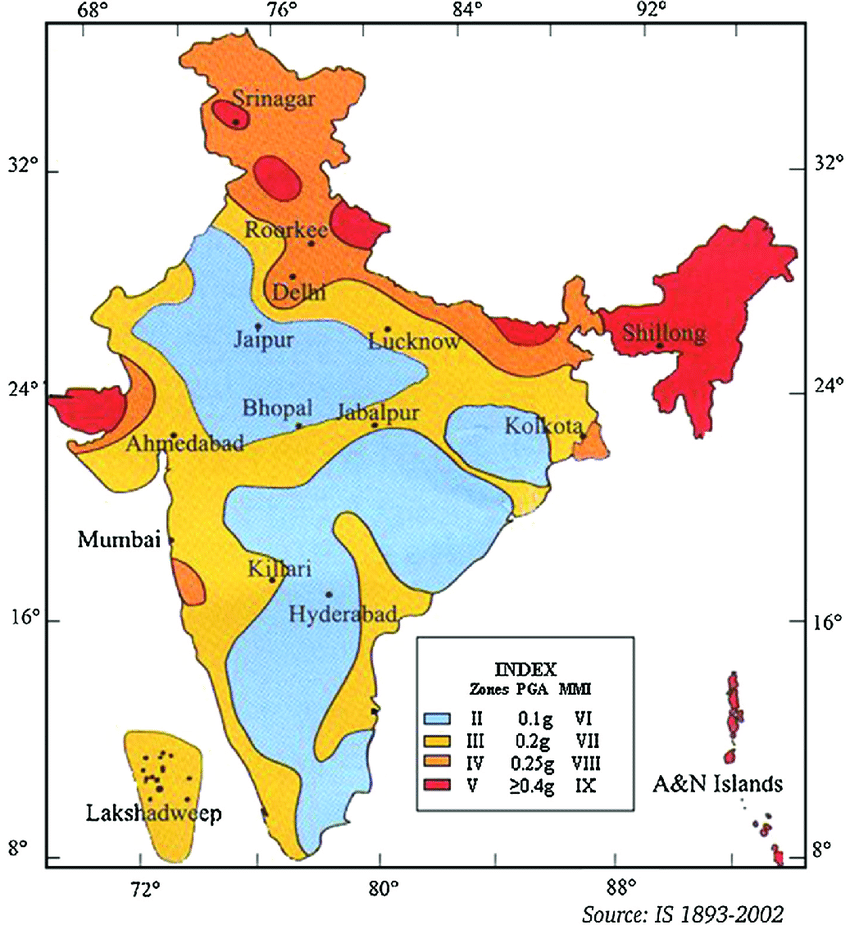 68° 76° 84° 92°
Srinagar
32° 32°
Roorkee
Delhi
Jaipur Lucknow Shillong
24° 24°
Bhopal Jabalpur Kolkota
Ahmedabad
Mumbai
Killari
Hyderabad
16° 16°
INDEX
Zones PGA MMI
II 0.1g VI
III 0.2g VII
IV 0.25g VIII
V ≥0.4g IX
A&N Islands
Lakshadweep
8° 8°
72° 80° 88°
Source: IS 1893-2002